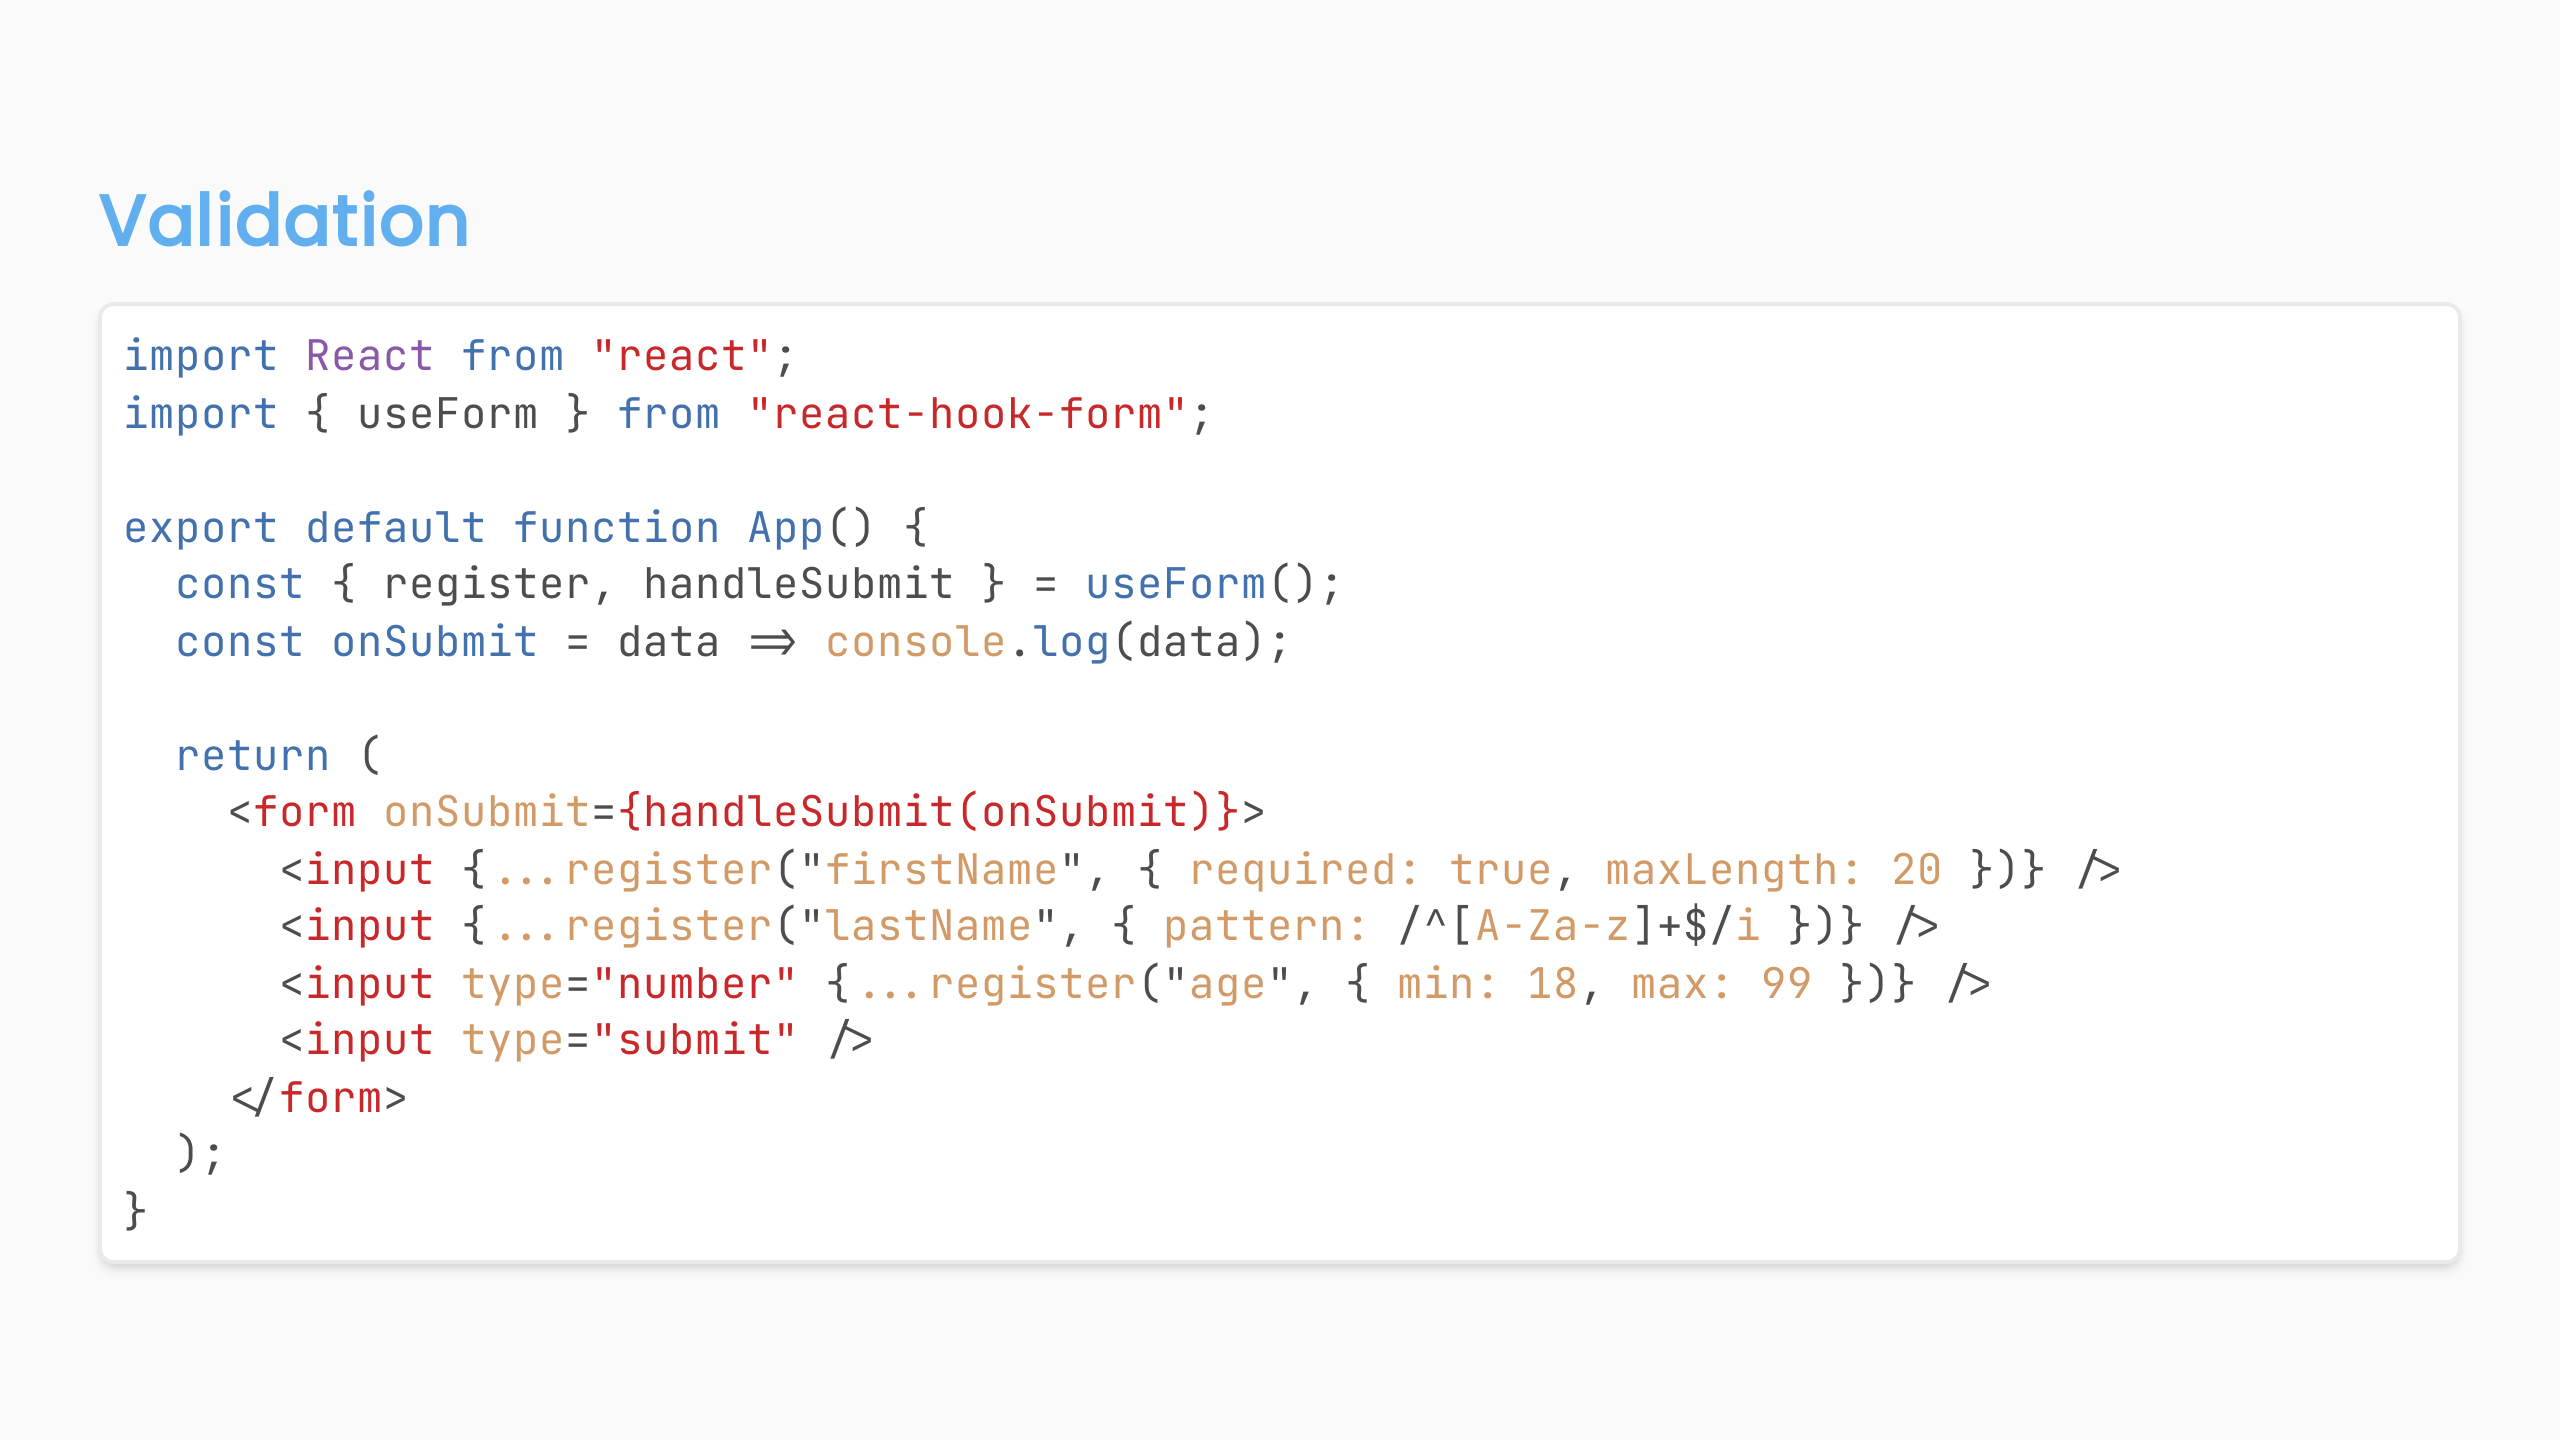 Validation
import React from "react";
import { useForm } from "react-hook-form";
export default function App() {
  const { register, handleSubmit } = useForm();
  const onSubmit = data => console.log(data);
  return (
    <form onSubmit={handleSubmit(onSubmit)}>
      <input {...register("firstName", { required: true, maxLength: 20 })} />
      <input {...register("lastName", { pattern: /^[A-Za-z]+$/i })} />
      <input type="number" {...register("age", { min: 18, max: 99 })} />
      <input type="submit" />
    </form>
  );
}